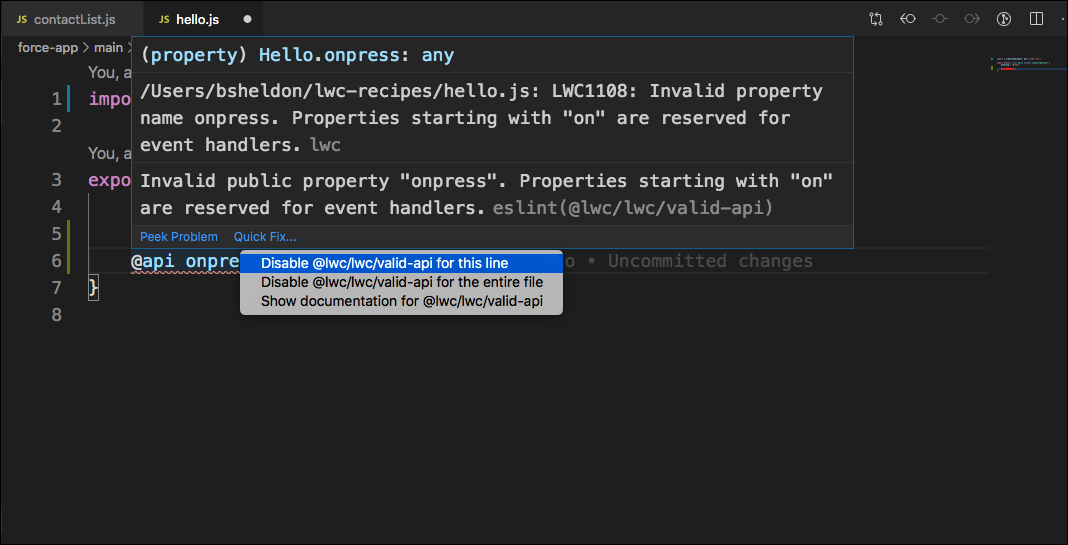 JS contactList.js JS hello.js
force-app > main >
You, a
(property) Hello.onpress: any
1 impo
/Users/bsheldon/lwc-recipes/hello.js: LWC1108: Invalid property
2
name onpress. Properties starting with "on" are reserved for
event handlers. lwc
You, a
3 expo
Invalid public property "onpress". Properties starting with "on"
4
are reserved for event handlers. eslint(@lwc/lwc/valid-api)
5
Peek Problem Quick Fix...
6 @api onpre o • Uncommitted changes
Disable @lwc/lwc/valid-api for this line
Disable @lwc/lwc/valid-api for the entire file
7 }
Show documentation for @lwc/lwc/valid-api
8